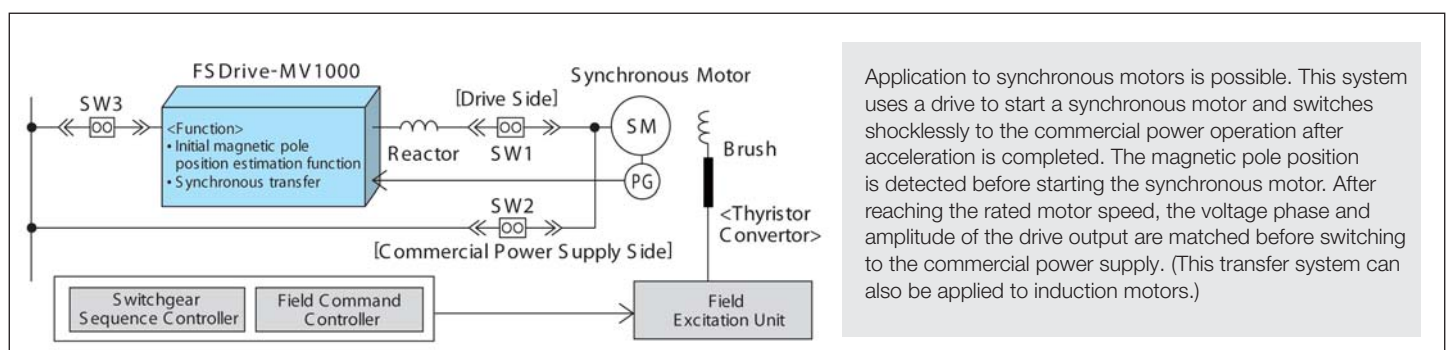 FSDrive-MV1000
Synchronous Motor
SW3
[Drive Side]
<Function>
• Initial magnetic pole
position estimation function
• Synchronous transfer
Reactor
SW1
SM
Brush
PG
SW2
<Thyristor
Convertor>
[Commercial Power Supply Side]
Switchgear
Sequence Controller
Field Command
Controller
Field
Excitation Unit
Application to synchronous motors is possible. This system
uses a drive to start a synchronous motor and switches
shocklessly to the commercial power operation after
acceleration is completed. The magnetic pole position
is detected before starting the synchronous motor. After
reaching the rated motor speed, the voltage phase and
amplitude of the drive output are matched before switching
to the commercial power supply. (This transfer system can
also be applied to induction motors.)